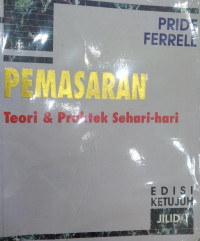 PRIDE
FERRELL
PEMASARAN
Teori & Praktek Sehari-hari
EDISI
KETUJUH
JILID 1